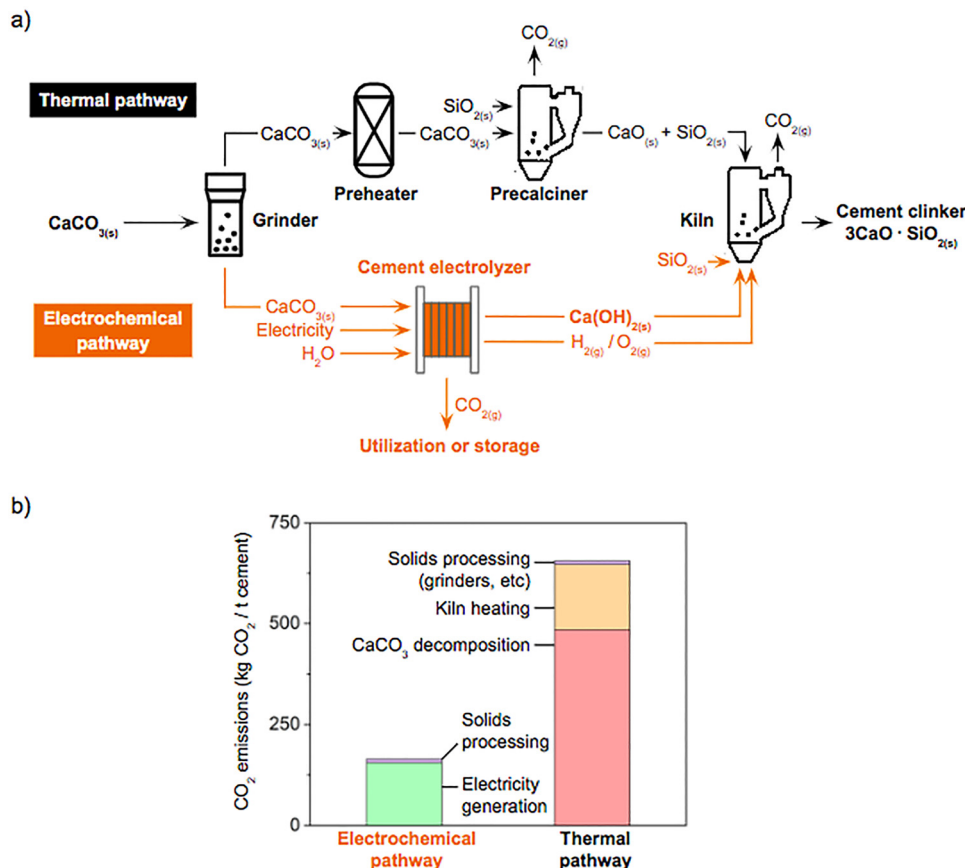 a)
CO2(g)
Thermal pathway
SiO2(s)
CaCO3(s)
CaCO3(s)
CaO(s) + SiO2(s)
CO2(g)
Preheater
Precalciner
CaCO3(s)
Grinder
Kiln
Cement clinker
3CaO · SiO2(s)
Cement electrolyzer
SiO2(s)
Electrochemical
pathway
CaCO3(s)
Electricity
H2O
Ca(OH)2(s)
H2(g) / O2(g)
CO2(g)
Utilization or storage
b)
CO2 emissions (kg CO2 / t cement)
750
500
250
0
Solids processing
(grinders, etc)
Kiln heating
CaCO3 decomposition
Solids
processing
Electricity
generation
Electrochemical
pathway
Thermal
pathway